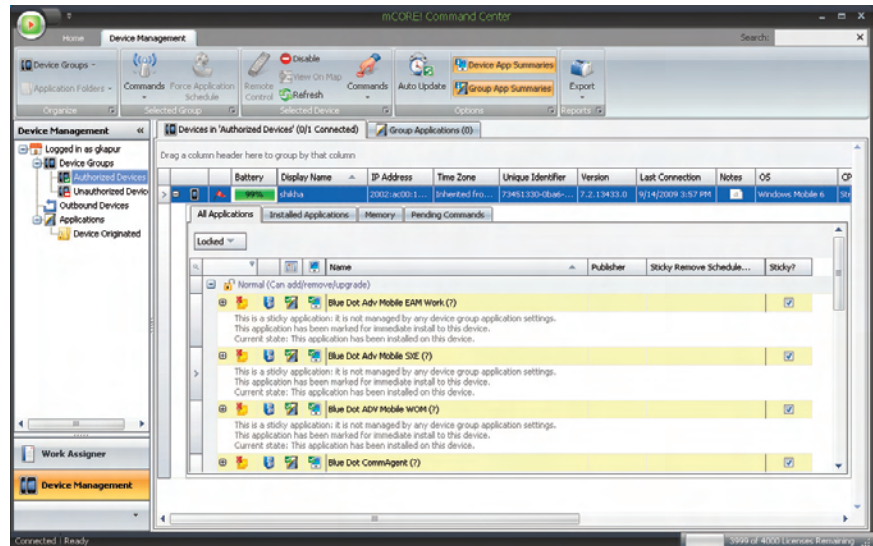 mCORE! Command Center
Home Device Management Search:
Device Groups
Application Folders
Organize
Commands
Force Application Schedule
Selected Group
Remote Control
Disable
View On Map
Refresh
Commands
Selected Device
Auto Update
Device App Summaries
Group App Summaries
Options
Export
Reports
Device Management «
Logged in as gkapur
Device Groups
Authorized Devices
Unauthorized Devic
Outbound Devices
Applications
Device Originated
Work Assigner
Device Management
Devices in 'Authorized Devices' (0/1 Connected) Group Applications (0)
Drag a column header here to group by that column
Battery Display Name IP Address Time Zone Unique Identifier Version Last Connection Notes OS CP
99% shikha 2002:ac00:1... Inherited fro... 73451330-0ba6-... 7.2.13433.0 9/14/2009 3:57 PM Windows Mobile 6 Str
All Applications Installed Applications Memory Pending Commands
Locked
Name Publisher Sticky Remove Schedule... Sticky?
Normal (Can add/remove/upgrade)
Blue Dot Adv Mobile EAM Work (?)
This is a sticky application: it is not managed by any device group application settings.
This application has been marked for immediate install to this device.
Current state: This application has been installed on this device.
Blue Dot Adv Mobile SXE (?)
This is a sticky application: it is not managed by any device group application settings.
This application has been marked for immediate install to this device.
Current state: This application has been installed on this device.
Blue Dot ADV Mobile WOM (?)
This is a sticky application: it is not managed by any device group application settings.
This application has been marked for immediate install to this device.
Current state: This application has been installed on this device.
Blue Dot CommAgent (?)
Connected Ready 3999 of 4000 Licenses Remaining